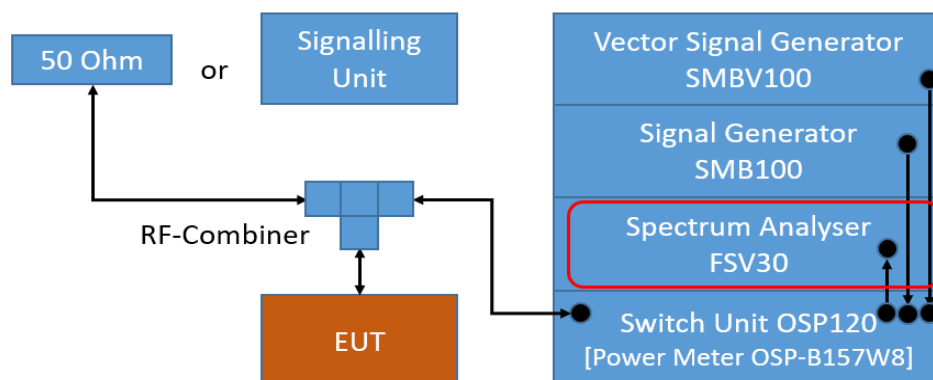 50 Ohm
or
Signalling
Unit
Vector Signal Generator
SMBV100
Signal Generator
SMB100
Spectrum Analyser
FSV30
RF-Combiner
EUT
Switch Unit OSP120
[Power Meter OSP-B157W8]